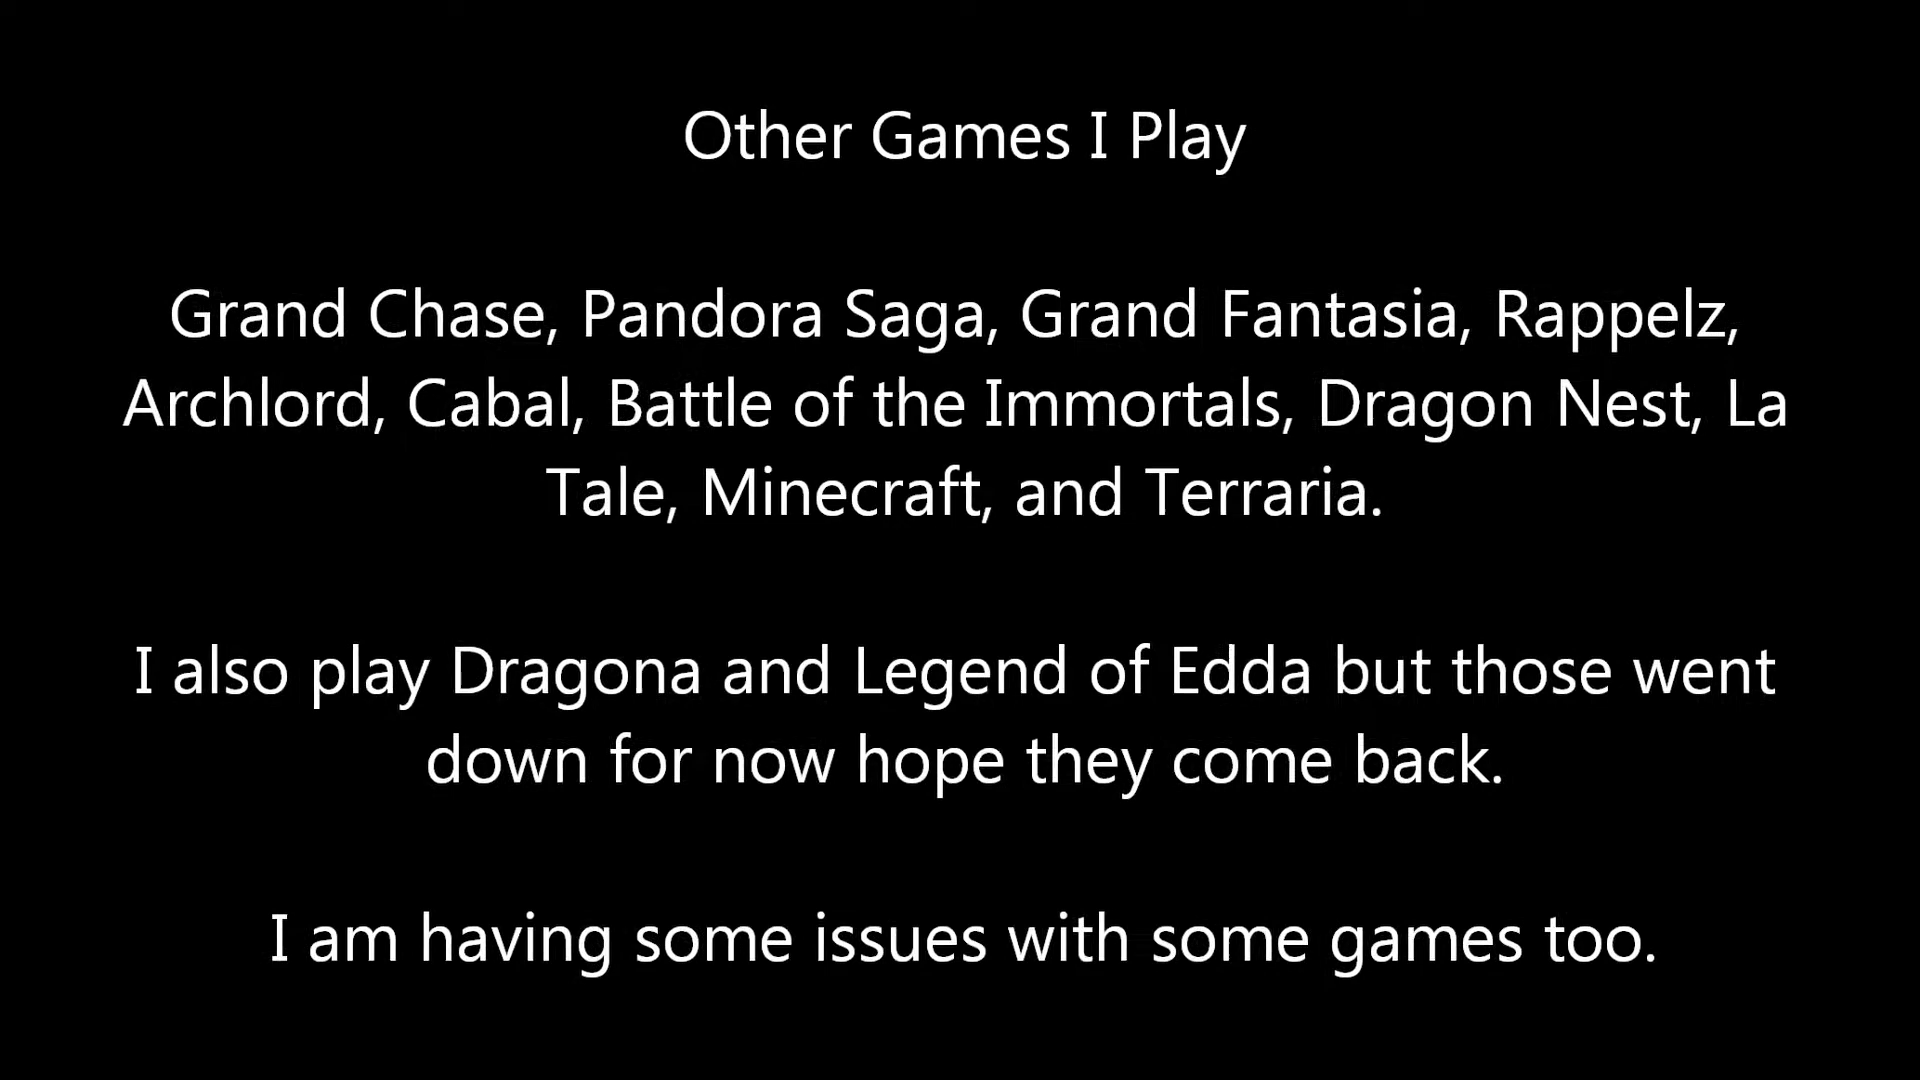 Other Games I Play
Grand Chase, Pandora Saga, Grand Fantasia, Rappelz,
Archlord, Cabal, Battle of the Immortals, Dragon Nest, La
Tale, Minecraft, and Terraria.
I also play Dragona and Legend of Edda but those went
down for now hope they come back.
I am having some issues with some games too.